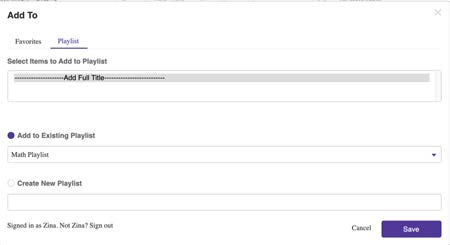 Add To
Favorites Playlist
Select Items to Add to Playlist
---------------------Add Full Title--------------------------
Add to Existing Playlist
Math Playlist
Create New Playlist
Signed in as Zina. Not Zina? Sign out
Cancel Save